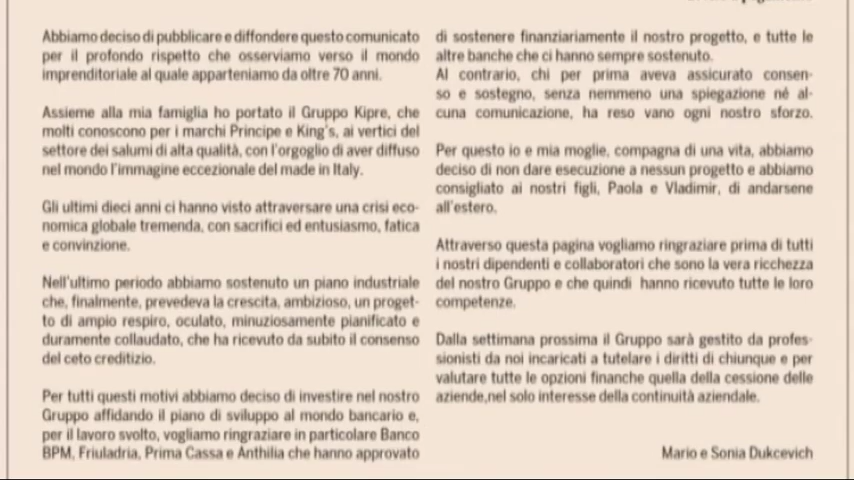 Abbiamo deciso di pubblicare e diffondere questo comunicato
per il profondo rispetto che osserviamo verso il mondo
imprenditoriale al quale apparteniamo da oltre 70 anni.
Assieme alla mia famiglia ho portato il Gruppo Kipre, che
molti conoscono per i marchi Principe e King's, ai vertici del
settore dei salumi di alta qualità, con l'orgoglio di aver diffuso
nel mondo l'immagine eccezionale del made in Italy.
Gli ultimi dieci anni ci hanno visto attraversare una crisi eco-
nomica globale tremenda, con sacrifici ed entusiasmo, fatica
e convinzione.
Nell'ultimo periodo abbiamo sostenuto un piano industriale
che, finalmente, prevedeva la crescita, ambizioso, un proget-
to di ampio respiro, oculato, minuziosamente pianificato e
duramente collaudato, che ha ricevuto da subito il consenso
del ceto creditizio.
Per tutti questi motivi abbiamo deciso di investire nel nostro
Gruppo affidando il piano di sviluppo al mondo bancario e,
per il lavoro svolto, vogliamo ringraziare in particolare Banco
BPM, Friuladria, Prima Cassa e Anthilia che hanno approvato
di sostenere finanziariamente il nostro progetto, e tutte le
altre banche che ci hanno sempre sostenuto.
Al contrario, chi per prima aveva assicurato consen-
so e sostegno, senza nemmeno una spiegazione né al-
cuna comunicazione, ha reso vano ogni nostro sforzo.
Per questo io e mia moglie, compagna di una vita, abbiamo
deciso di non dare esecuzione a nessun progetto e abbiamo
consigliato ai nostri figli, Paola e Vladimir, di andarsene
all'estero.
Attraverso questa pagina vogliamo ringraziare prima di tutti
i nostri dipendenti e collaboratori che sono la vera ricchezza
del nostro Gruppo e che quindi hanno ricevuto tutte le loro
competenze.
Dalla settimana prossima il Gruppo sarà gestito da profes-
sionisti da noi incaricati a tutelare i diritti di chiunque e per
valutare tutte le opzioni finanche quella della cessione delle
aziende,nel solo interesse della continuità aziendale.
Mario e Sonia Dukcevich